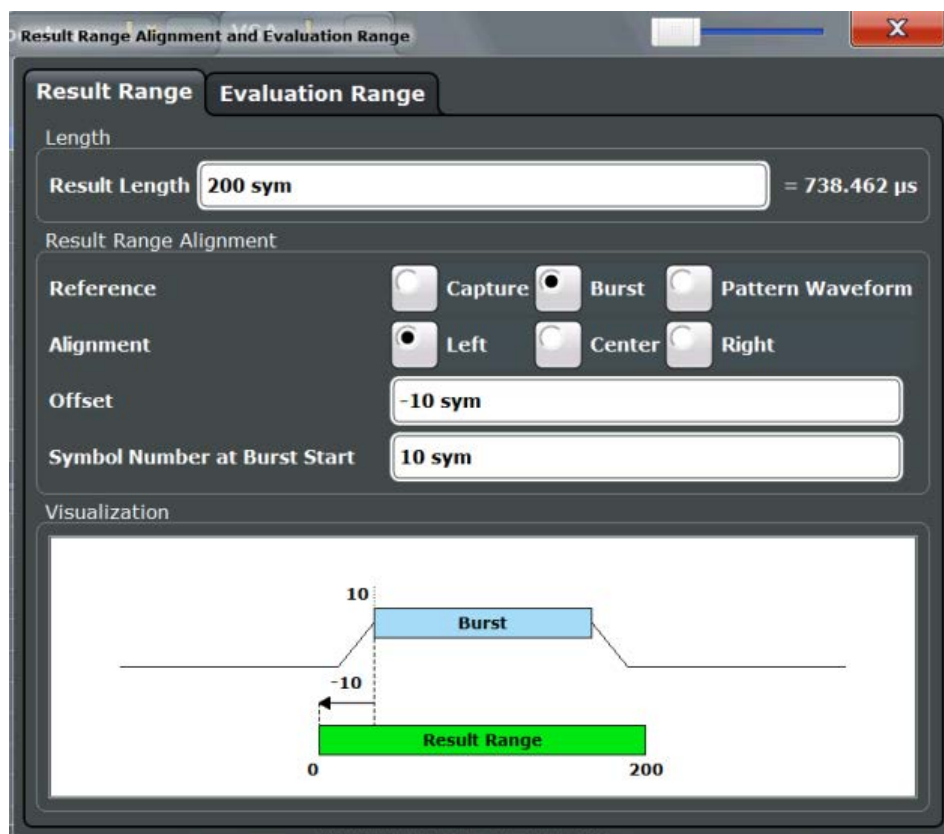 Result Range Alignment and Evaluation Range
X
Result Range Evaluation Range
Length
Result Length 200 sym = 738.462 µs
Result Range Alignment
Reference Capture Burst Pattern Waveform
Alignment Left Center Right
Offset -10 sym
Symbol Number at Burst Start 10 sym
Visualization
10
Burst
-10
Result Range
0 200